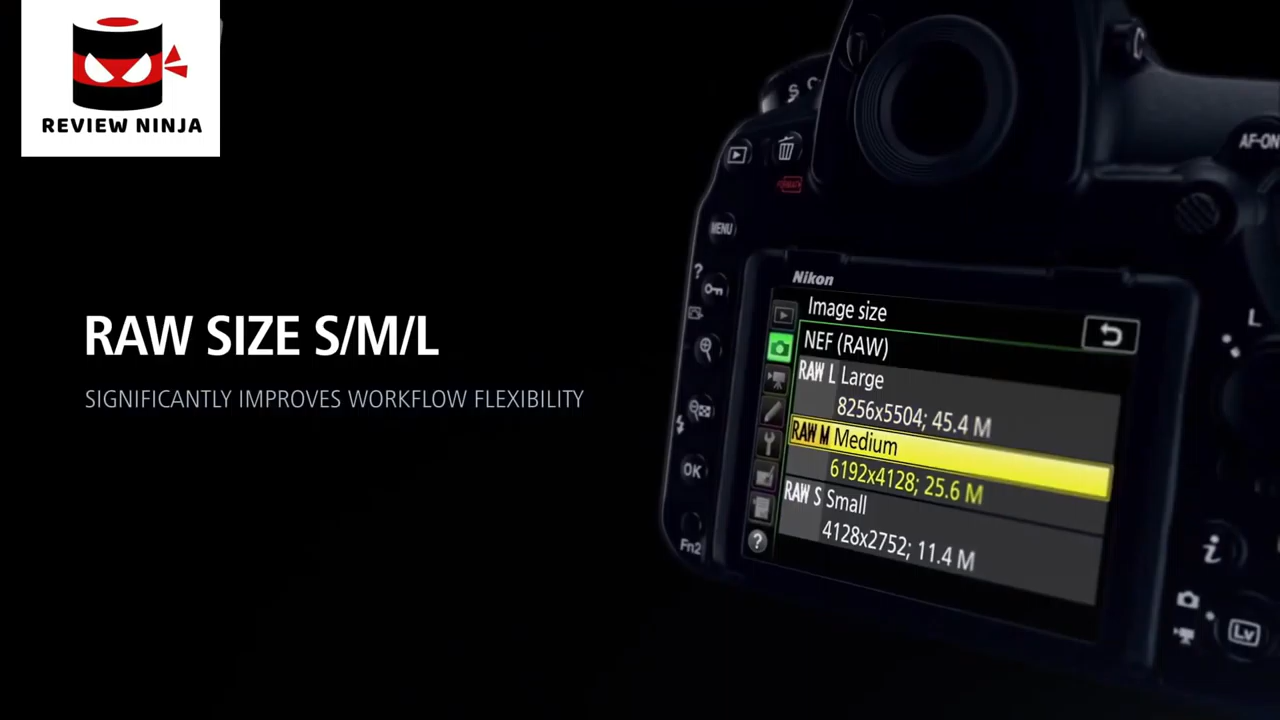 REVIEW NINJA
RAW SIZE S/M/L
SIGNIFICANTLY IMPROVES WORKFLOW FLEXIBILITY
S
C
C
AF-ON
FORMAT
MENU
?
L
Nikon
Image size
NEF (RAW)
RAW L Large
8256x5504; 45.4 M
RAW M Medium
6192x4128; 25.6 M
RAW S Small
4128x2752; 11.4 M
?
OK
Fn2
i
Lv